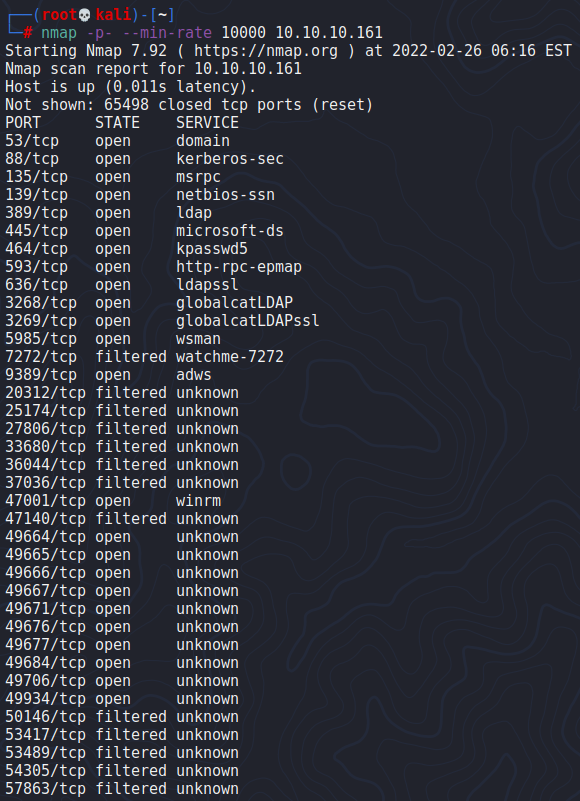 ┌──(root💀kali)-[~]
└─# nmap -p- --min-rate 10000 10.10.10.161
Starting Nmap 7.92 ( https://nmap.org ) at 2022-02-26 06:16 EST
Nmap scan report for 10.10.10.161
Host is up (0.011s latency).
Not shown: 65498 closed tcp ports (reset)
PORT      STATE    SERVICE
53/tcp    open     domain
88/tcp    open     kerberos-sec
135/tcp   open     msrpc
139/tcp   open     netbios-ssn
389/tcp   open     ldap
445/tcp   open     microsoft-ds
464/tcp   open     kpasswd5
593/tcp   open     http-rpc-epmap
636/tcp   open     ldapssl
3268/tcp  open     globalcatLDAP
3269/tcp  open     globalcatLDAPssl
5985/tcp  open     wsman
7272/tcp  filtered watchme-7272
9389/tcp  open     adws
20312/tcp filtered unknown
25174/tcp filtered unknown
27806/tcp filtered unknown
33680/tcp filtered unknown
36044/tcp filtered unknown
37036/tcp filtered unknown
47001/tcp open     winrm
47140/tcp filtered unknown
49664/tcp open     unknown
49665/tcp open     unknown
49666/tcp open     unknown
49667/tcp open     unknown
49671/tcp open     unknown
49676/tcp open     unknown
49677/tcp open     unknown
49684/tcp open     unknown
49706/tcp open     unknown
49934/tcp open     unknown
50146/tcp filtered unknown
53417/tcp filtered unknown
53489/tcp filtered unknown
54305/tcp filtered unknown
57863/tcp filtered unknown